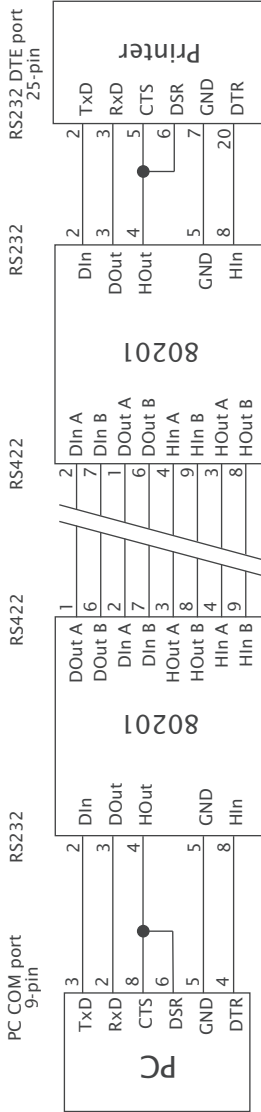 PC COM port
9-pin
RS232
RS422
RS422
RS232
RS232 DTE port
25-pin
PC
TxD 3
RxD 2
CTS 8
DSR 6
GND 5
DTR 4
2 DIn
3 DOut
4 HOut
5 GND
8 HIn
80201
DOut A 1
DOut B 6
DIn A 2
DIn B 7
HOut A 3
HOut B 8
HIn A 4
HIn B 9
2 DIn A
7 DIn B
1 DOut A
6 DOut B
4 HIn A
9 HIn B
3 HOut A
8 HOut B
80201
DIn 2
DOut 3
HOut 4
GND 5
HIn 8
2 TxD
3 RxD
5 CTS
6 DSR
7 GND
20 DTR
Printer